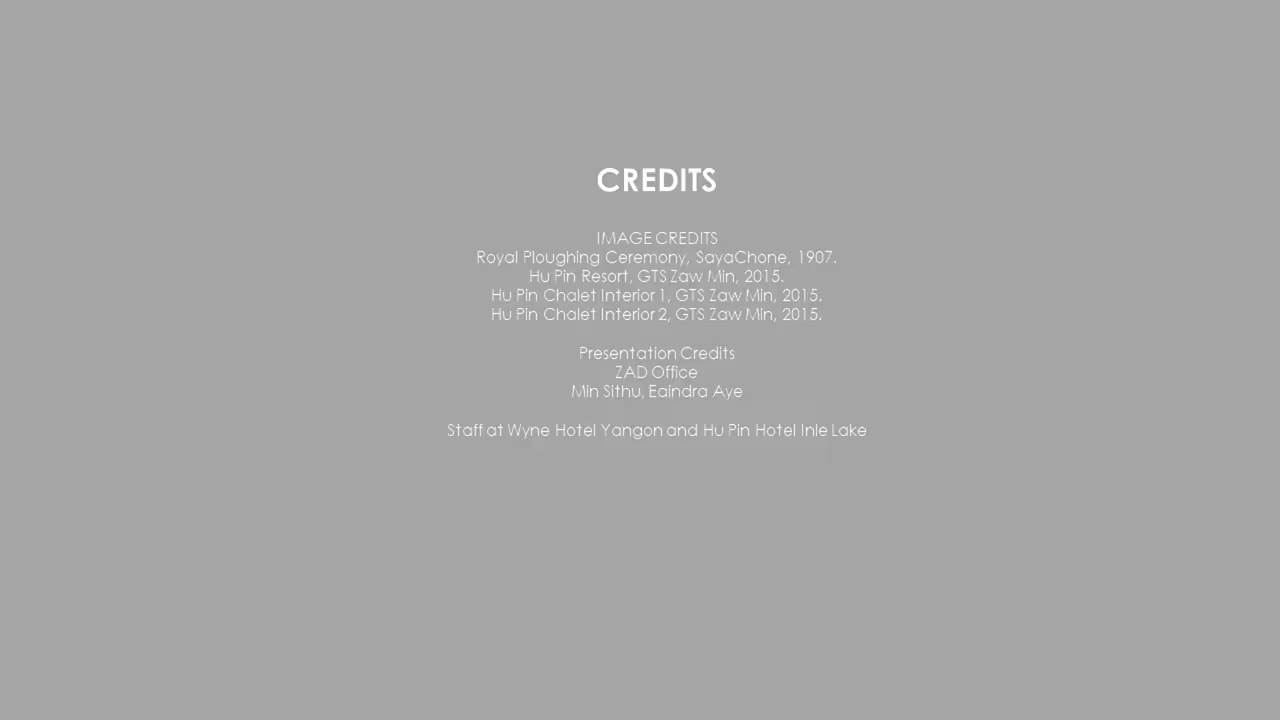 CREDITS
IMAGE CREDITS
Royal Ploughing Ceremony, SayaChone, 1907.
Hu Pin Resort, GTS Zaw Min, 2015.
Hu Pin Chalet Interior 1, GTS Zaw Min, 2015.
Hu Pin Chalet Interior 2, GTS Zaw Min, 2015.
Presentation Credits
ZAD Office
Min Sithu, Eaindra Aye
Staff at Wyne Hotel Yangon and Hu Pin Hotel Inle Lake